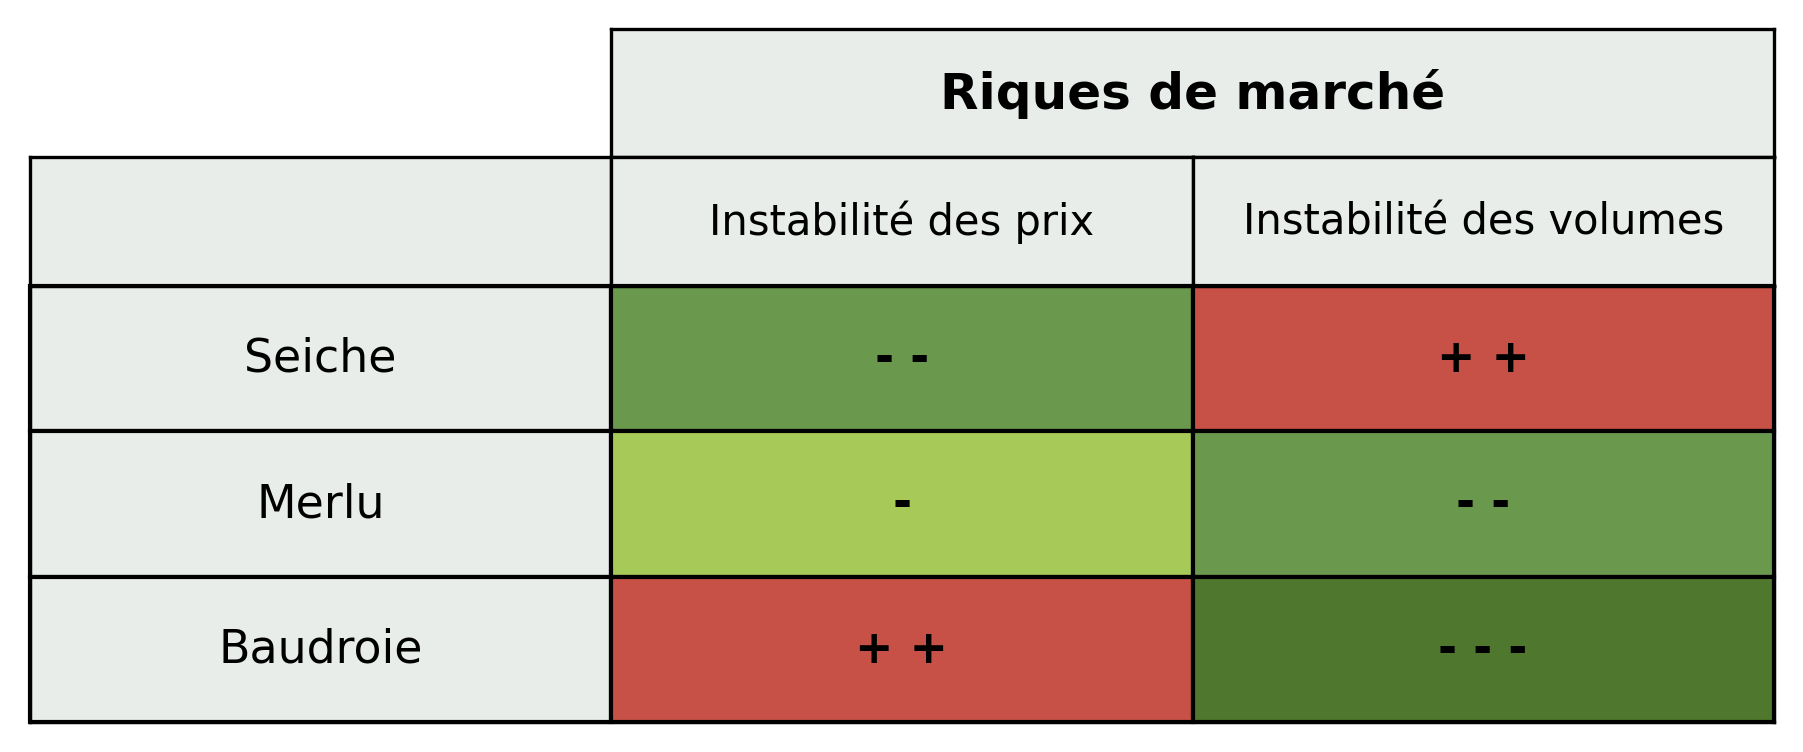 Riques de marché
Instabilité des prix Instabilité des volumes
Seiche - - + +
Merlu - - -
Baudroie + + - - -